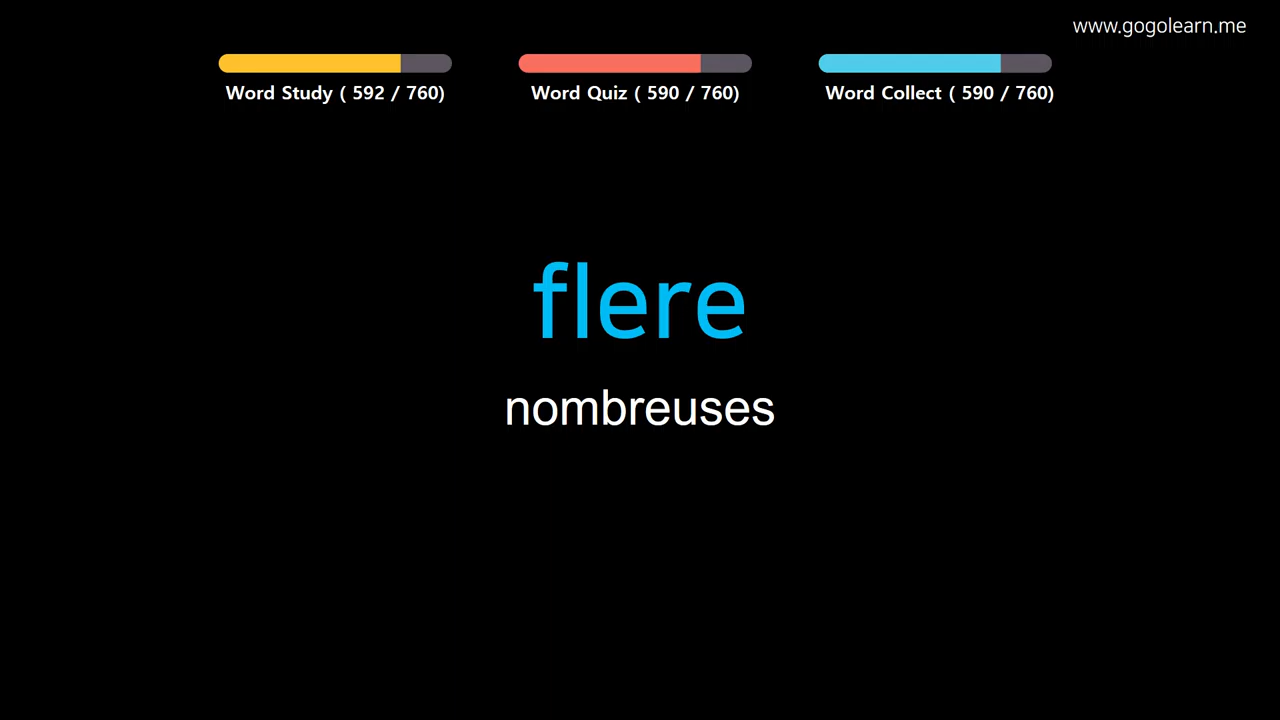 www.gogolearn.me
Word Study ( 592 / 760)
Word Quiz ( 590 / 760)
Word Collect ( 590 / 760)
flere
nombreuses